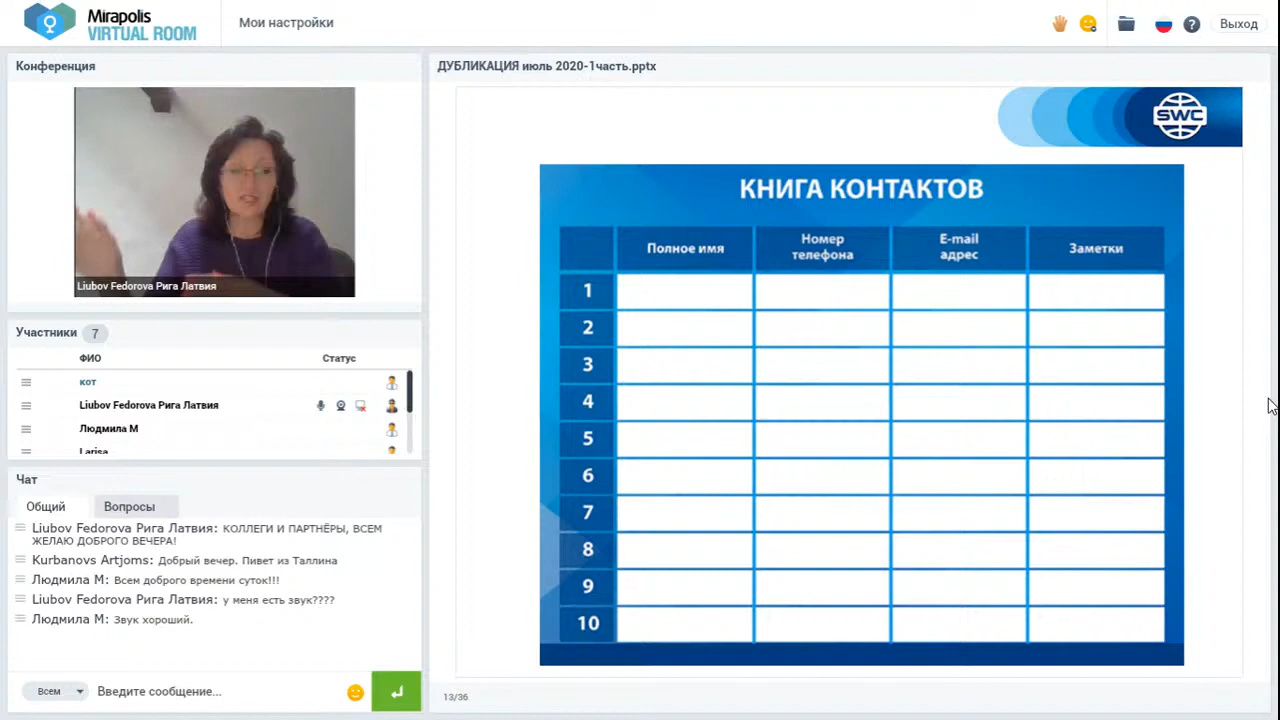 Mirapolis
VIRTUAL ROOM
Мои настройки
Выход
Конференция
Liubov Fedorova Рига Латвия
Участники 7
ФИО Статус
кот
Liubov Fedorova Рига Латвия
Людмила М
Larisa
Чат
Общий Вопросы
Liubov Fedorova Рига Латвия: КОЛЛЕГИ И ПАРТНЁРЫ, ВСЕМ
ЖЕЛАЮ ДОБРОГО ВЕЧЕРА!
Kurbanovs Artjoms: Добрый вечер. Пивет из Таллина
Людмила М: Всем доброго времени суток!!!
Liubov Fedorova Рига Латвия: у меня есть звук????
Людмила М: Звук хороший.
Всем Введите сообщение...
ДУБЛИКАЦИЯ июль 2020-1часть.pptx
SWC
КНИГА КОНТАКТОВ
Полное имя Номер телефона E-mail адрес Заметки
1
2
3
4
5
6
7
8
9
10
13/36